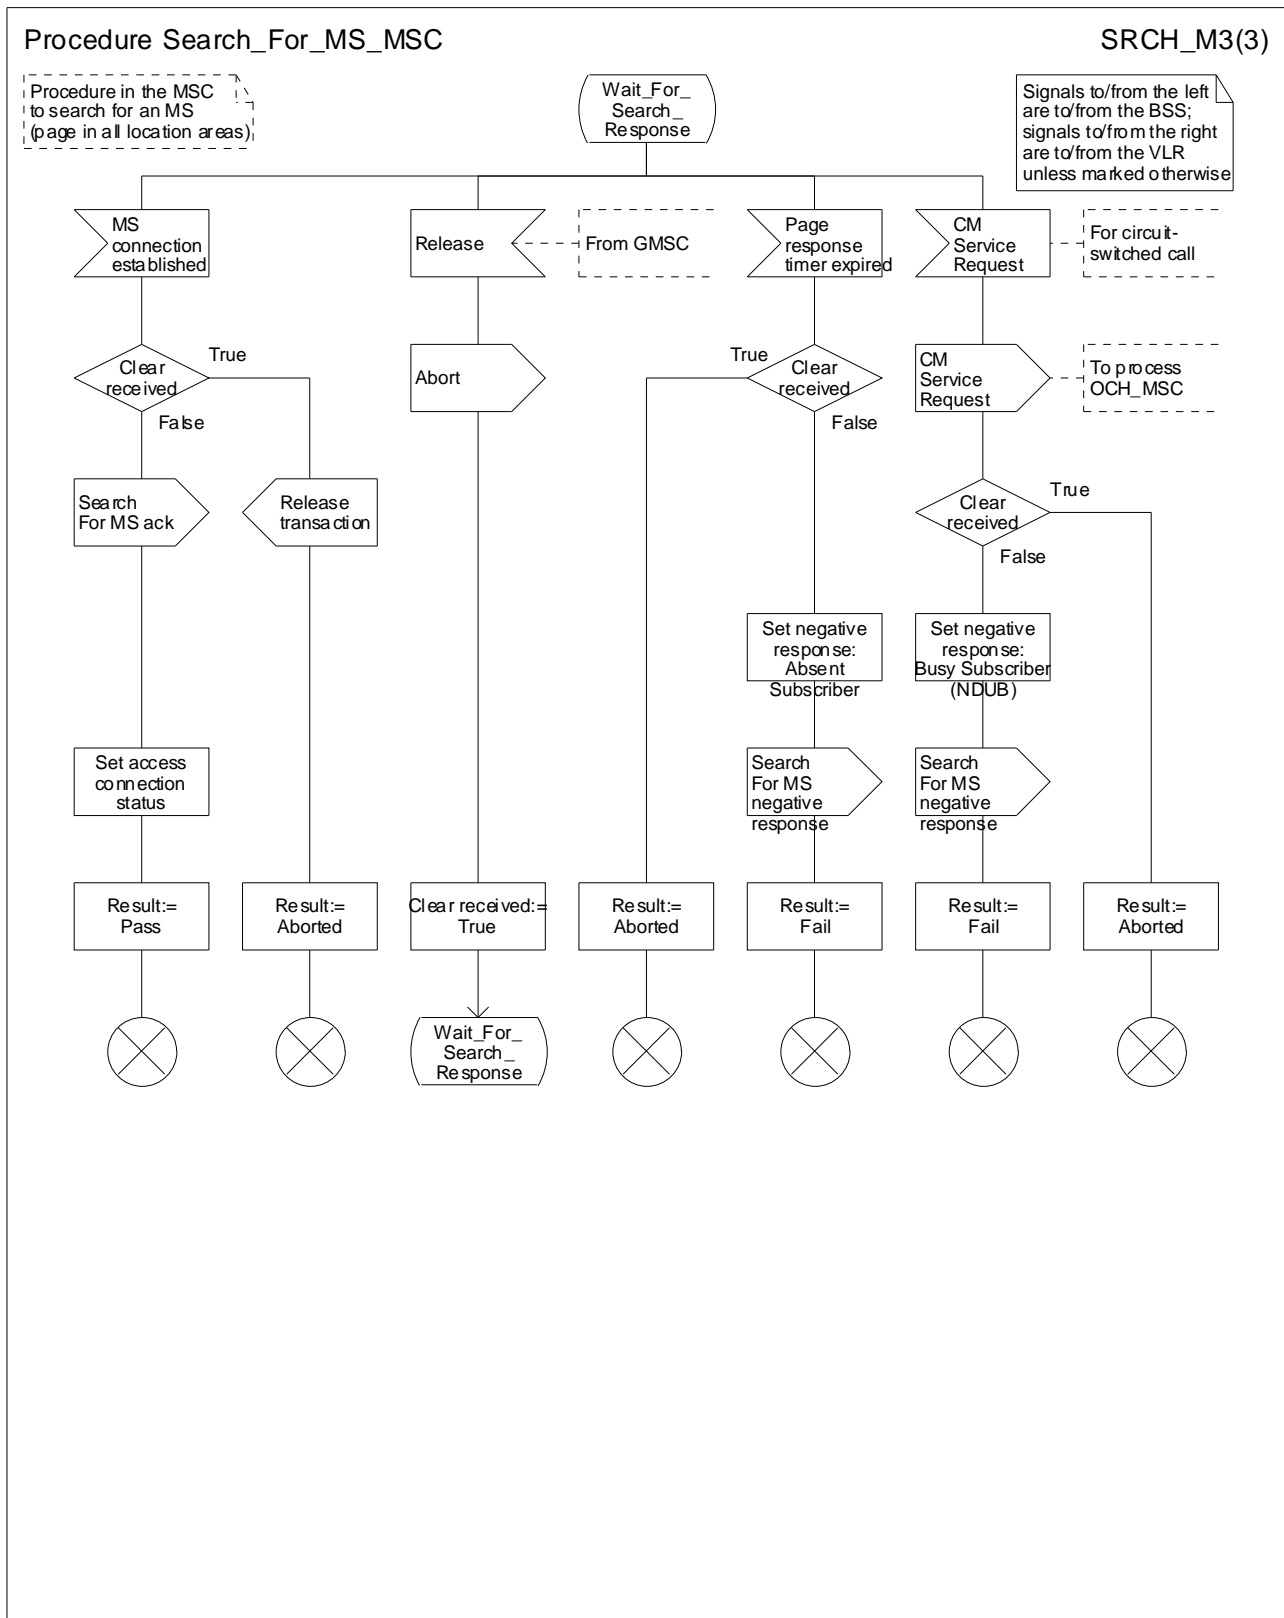 Procedure Search_For_MS_MSC
SRCH_M3(3)
Procedure in the MSC
to search for an MS
(page in all location areas)
Wait_For_
Search_
Response
Signals to/from the left
are to/from the BSS;
signals to/from the right
are to/from the VLR
unless marked otherwise
MS
connection
established
Release
From GMSC
Page
response
timer expired
CM
Service
Request
For circuit-
switched call
Clear
received
True
False
Abort
True
Clear
received
False
CM
Service
Request
To process
OCH_MSC
Search
For MS ack
Release
transaction
Clear
received
True
False
Set negative
response:
Absent
Subscriber
Set negative
response:
Busy Subscriber
(NDUB)
Set access
connection
status
Search
For MS
negative
response
Search
For MS
negative
response
Result:=
Pass
Result:=
Aborted
Clear received:=
True
Result:=
Aborted
Result:=
Fail
Result:=
Fail
Result:=
Aborted
Wait_For_
Search_
Response